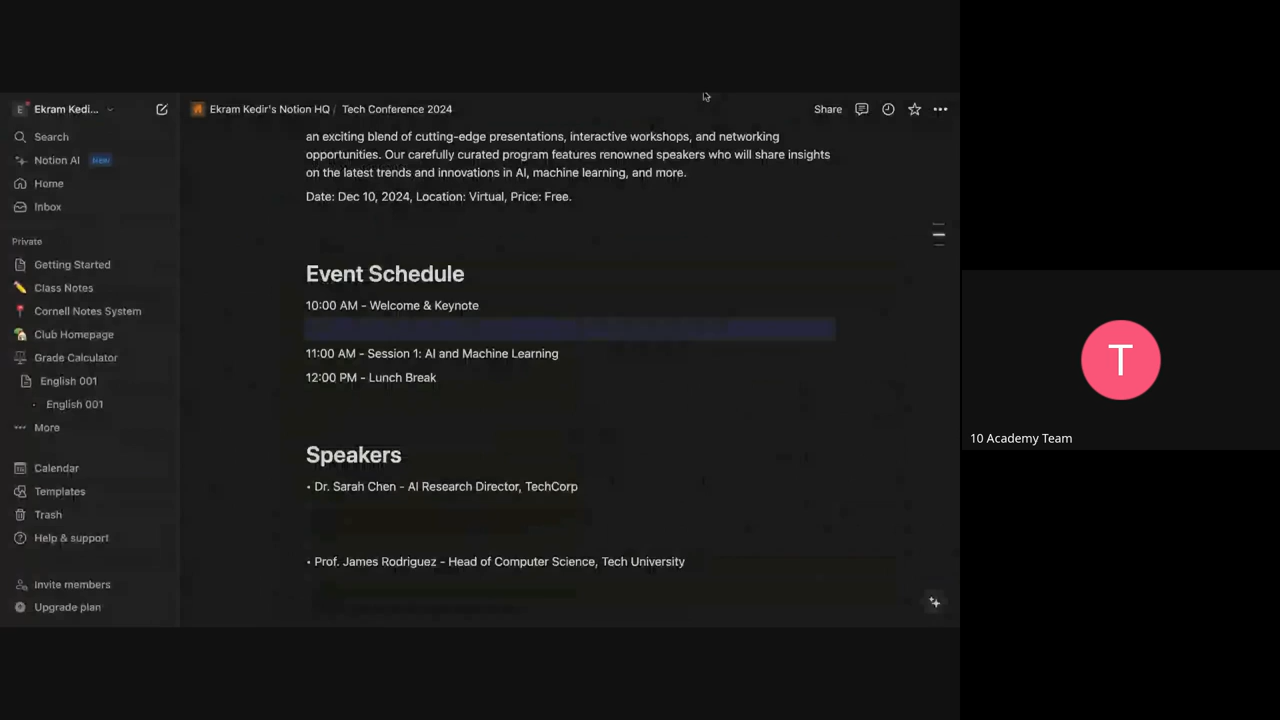 E Ekram Kedi...
Search
Notion AI New
Home
Inbox
Private
Getting Started
Class Notes
Cornell Notes System
Club Homepage
Grade Calculator
English 001
English 001
More
Calendar
Templates
Trash
Help & support
Invite members
Upgrade plan
Ekram Kedir's Notion HQ / Tech Conference 2024
Share
an exciting blend of cutting-edge presentations, interactive workshops, and networking
opportunities. Our carefully curated program features renowned speakers who will share insights
on the latest trends and innovations in AI, machine learning, and more.
Date: Dec 10, 2024, Location: Virtual, Price: Free.
Event Schedule
10:00 AM - Welcome & Keynote
11:00 AM - Session 1: AI and Machine Learning
12:00 PM - Lunch Break
Speakers
• Dr. Sarah Chen - AI Research Director, TechCorp
• Prof. James Rodriguez - Head of Computer Science, Tech University
T
10 Academy Team